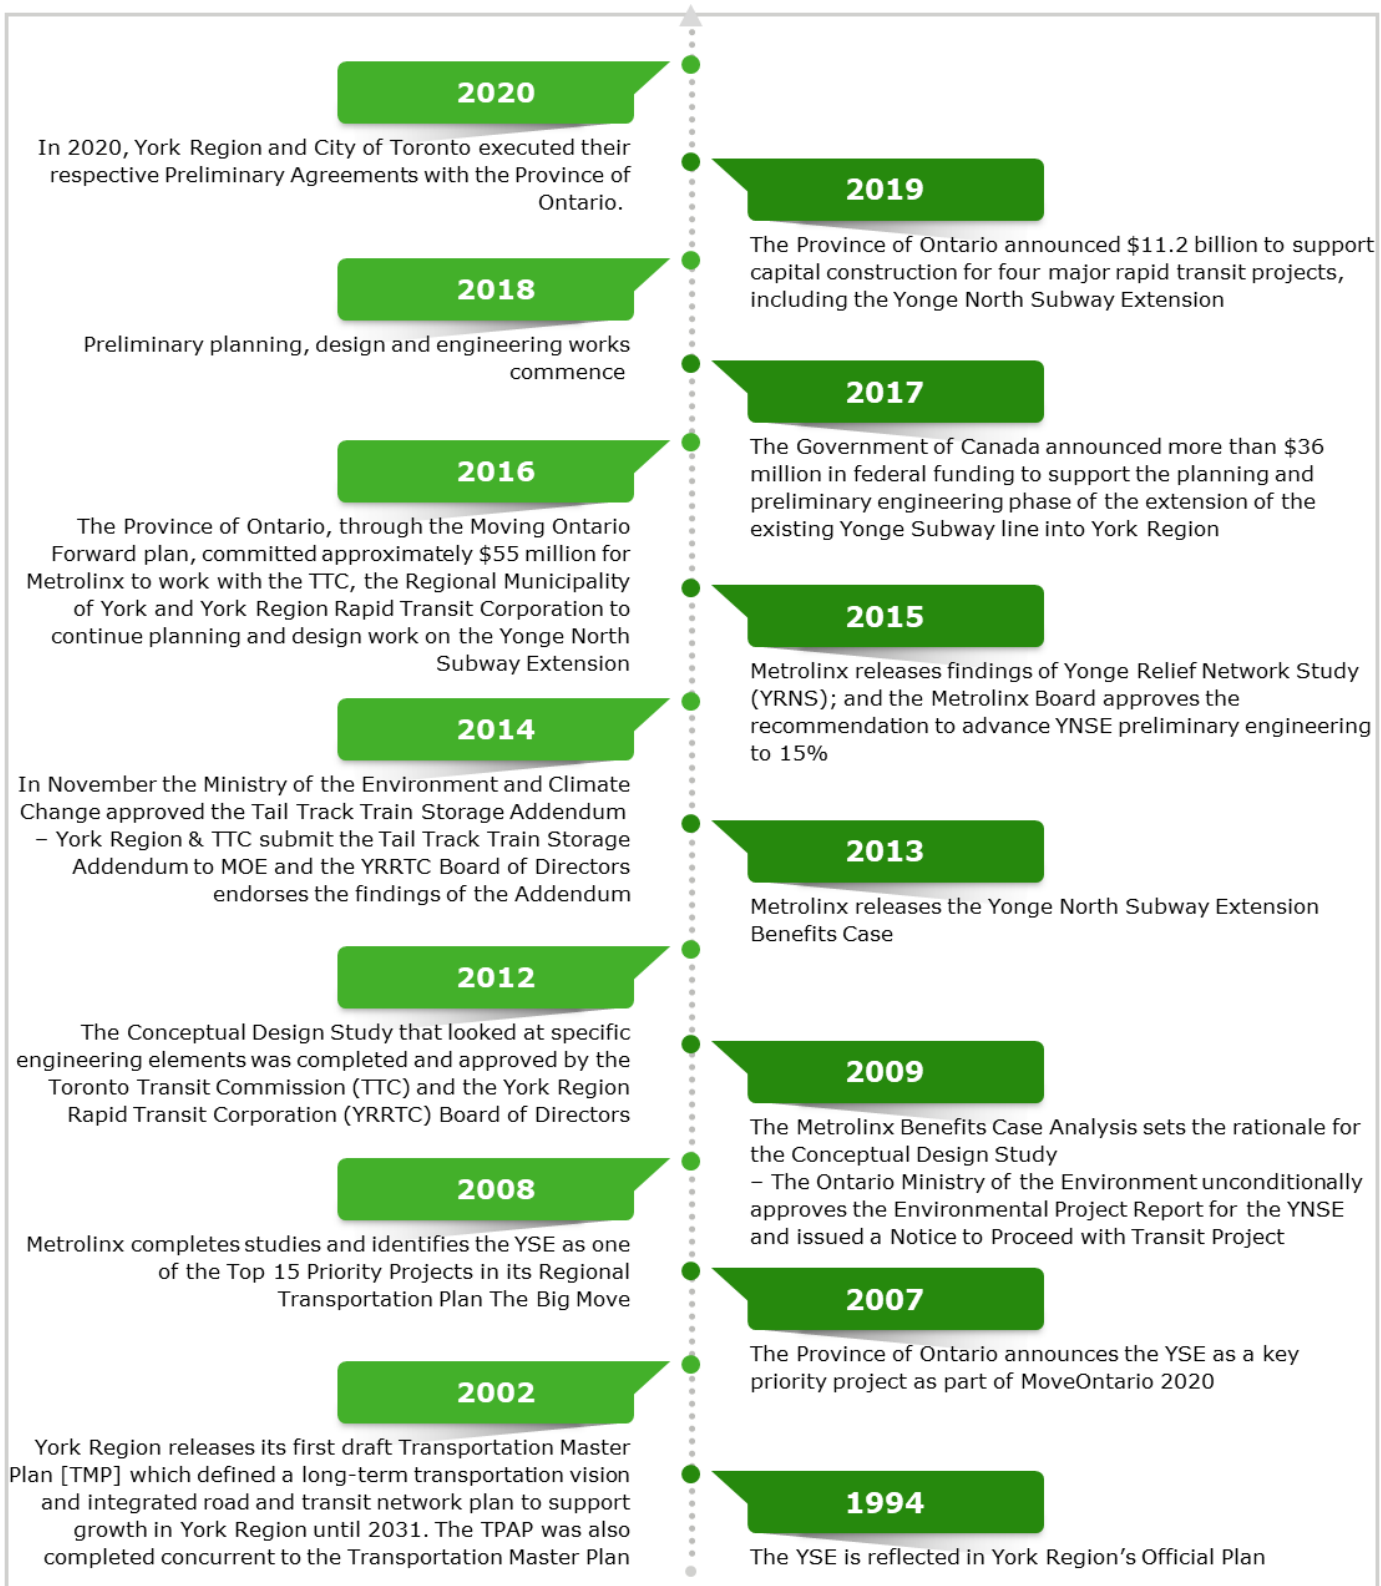 2020
In 2020, York Region and City of Toronto executed their
respective Preliminary Agreements with the Province of
Ontario.
2019
The Province of Ontario announced $11.2 billion to support
capital construction for four major rapid transit projects,
including the Yonge North Subway Extension
2018
Preliminary planning, design and engineering works
commence
2017
The Government of Canada announced more than $36
million in federal funding to support the planning and
preliminary engineering phase of the extension of the
existing Yonge Subway line into York Region
2016
The Province of Ontario, through the Moving Ontario
Forward plan, committed approximately $55 million for
Metrolinx to work with the TTC, the Regional Municipality
of York and York Region Rapid Transit Corporation to
continue planning and design work on the Yonge North
Subway Extension
2015
Metrolinx releases findings of Yonge Relief Network Study
(YRNS); and the Metrolinx Board approves the
recommendation to advance YNSE preliminary engineering
to 15%
2014
In November the Ministry of the Environment and Climate
Change approved the Tail Track Train Storage Addendum
– York Region & TTC submit the Tail Track Train Storage
Addendum to MOE and the YRRTC Board of Directors
endorses the findings of the Addendum
2013
Metrolinx releases the Yonge North Subway Extension
Benefits Case
2012
The Conceptual Design Study that looked at specific
engineering elements was completed and approved by the
Toronto Transit Commission (TTC) and the York Region
Rapid Transit Corporation (YRRTC) Board of Directors
2009
The Metrolinx Benefits Case Analysis sets the rationale for
the Conceptual Design Study
– The Ontario Ministry of the Environment unconditionally
approves the Environmental Project Report for the YNSE
and issued a Notice to Proceed with Transit Project
2008
Metrolinx completes studies and identifies the YSE as one
of the Top 15 Priority Projects in its Regional
Transportation Plan The Big Move
2007
The Province of Ontario announces the YSE as a key
priority project as part of MoveOntario 2020
2002
York Region releases its first draft Transportation Master
Plan [TMP] which defined a long-term transportation vision
and integrated road and transit network plan to support
growth in York Region until 2031. The TPAP was also
completed concurrent to the Transportation Master Plan
1994
The YSE is reflected in York Region’s Official Plan